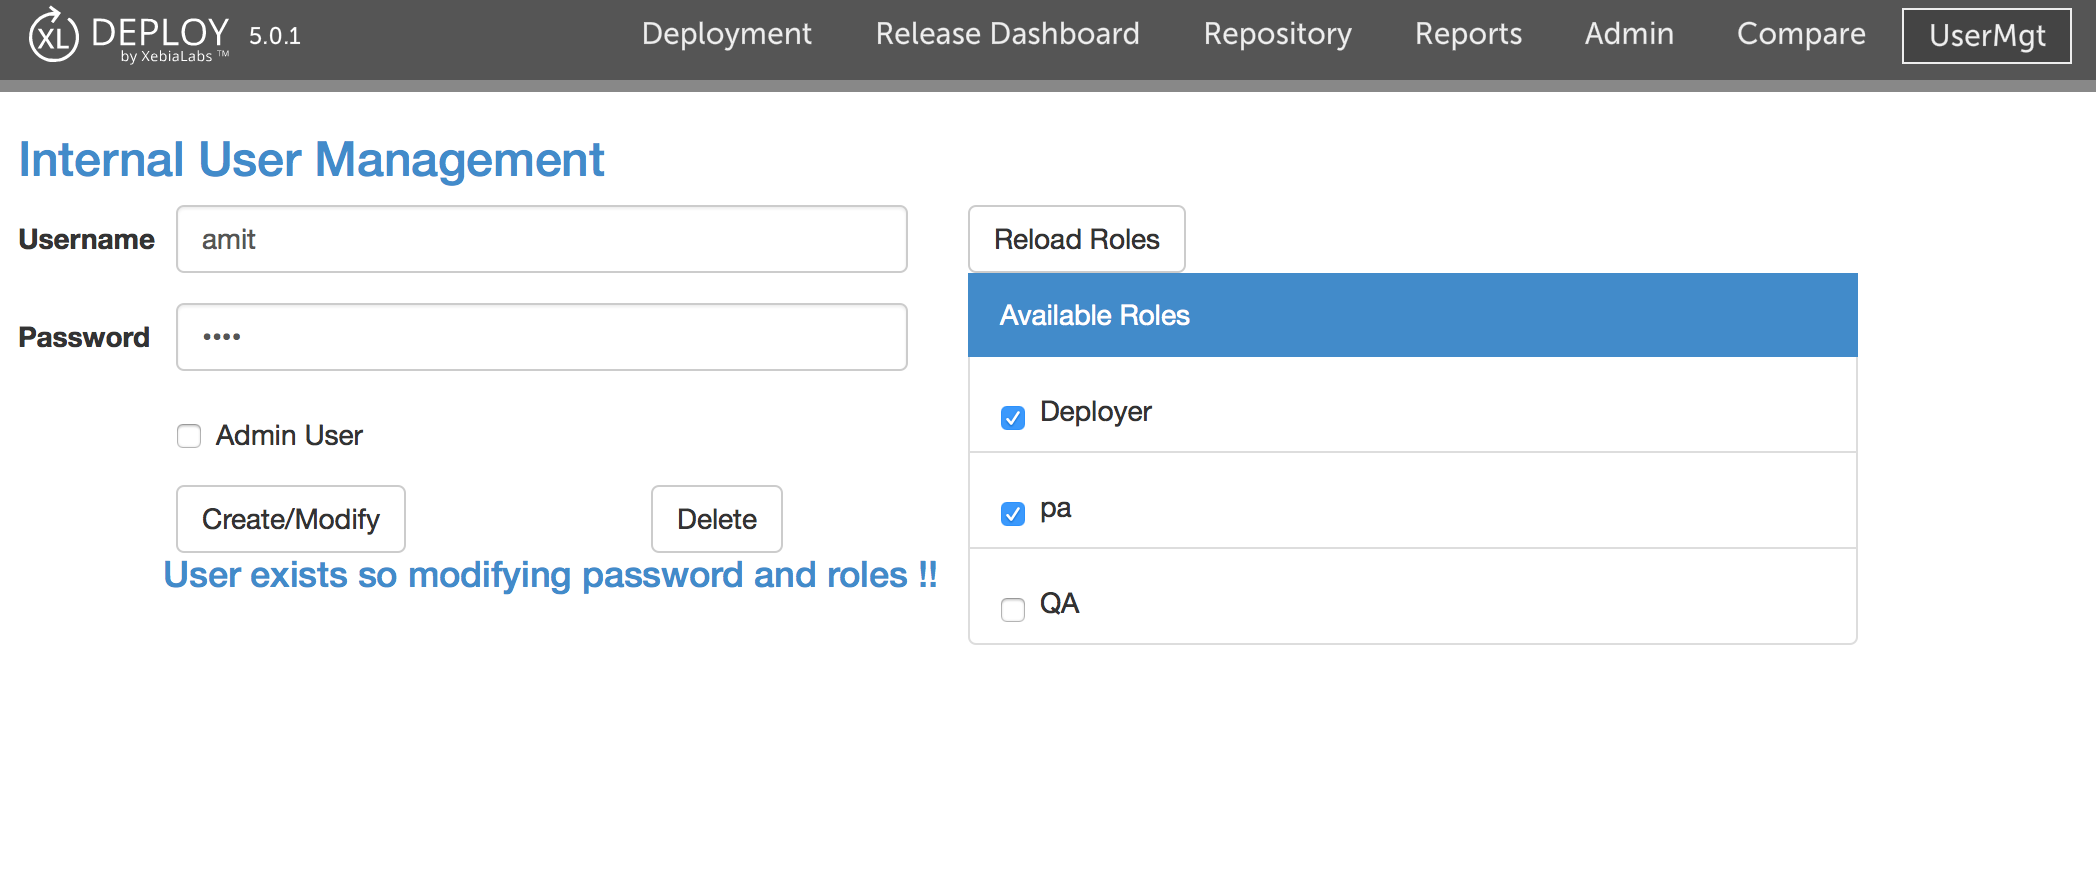 XL DEPLOY 5.0.1
by XebiaLabs ™
Deployment Release Dashboard Repository Reports Admin Compare UserMgt
Internal User Management
Username amit
Password ••••
Admin User
Create/Modify Delete
User exists so modifying password and roles !!
Reload Roles
Available Roles
Deployer
pa
QA